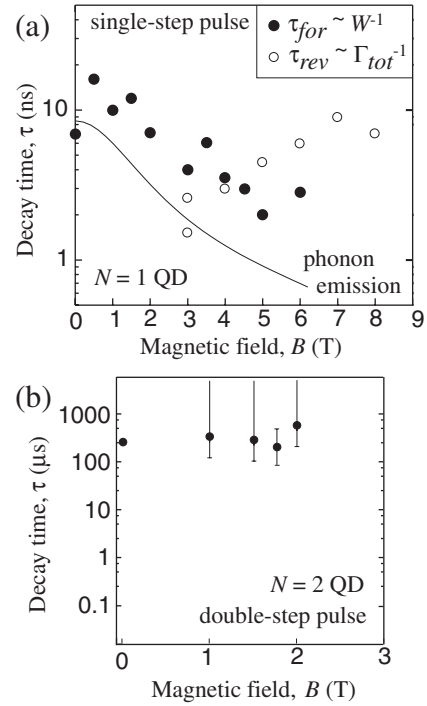 (a)
single-step pulse
● τ_for ~ W⁻¹
○ τ_rev ~ Γ_tot⁻¹
Decay time, τ (ns)
10
1
N = 1 QD
phonon
emission
0 1 2 3 4 5 6 7 8 9
Magnetic field, B (T)
(b)
Decay time, τ (μs)
1000
100
10
1
0.1
N = 2 QD
double-step pulse
0 1 2 3
Magnetic field, B (T)